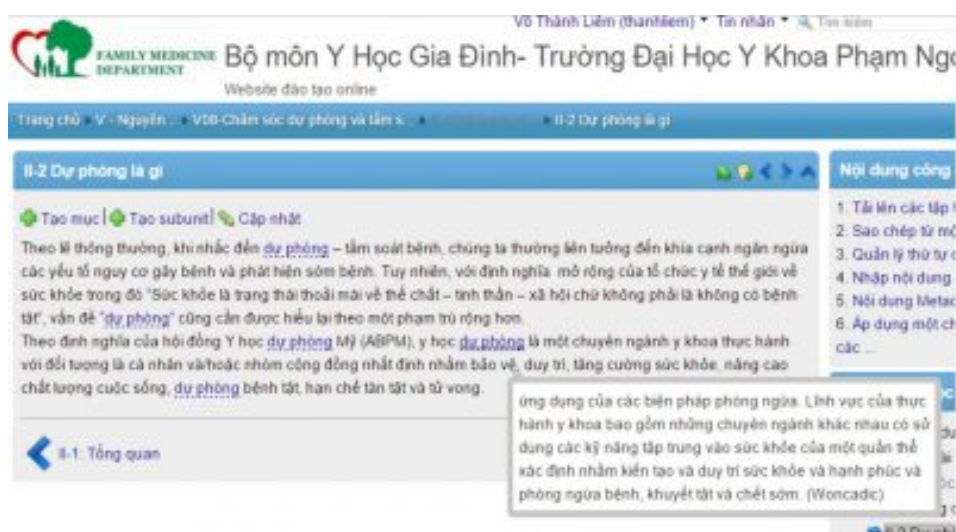 Võ Thành Liêm (thanhliem) Tin nhắn Tìm kiếm
FAMILY MEDICINE
DEPARTMENT
Bộ môn Y Học Gia Đình- Trường Đại Học Y Khoa Phạm Ngọ
Website đào tạo online
Trang chủ V - Nguyên ... V08-Chăm sóc dự phòng và tầm s... II-2 Dự phòng là gì
II-2 Dự phòng là gì
Tạo mục| Tạo subunit| Cập nhật
Theo lẽ thông thường, khi nhắc đến dự phòng – tầm soát bệnh, chúng ta thường liên tưởng đến khía cạnh ngăn ngừa
các yếu tố nguy cơ gây bệnh và phát hiện sớm bệnh. Tuy nhiên, với định nghĩa mở rộng của tổ chức y tế thế giới về
sức khỏe trong đó "Sức khỏe là trạng thái thoải mái về thể chất – tinh thần – xã hội chứ không phải là không có bệnh
tật", vấn đề "dự phòng" cũng cần được hiểu lại theo một phạm trù rộng hơn.
Theo định nghĩa của hội đồng Y học dự phòng Mỹ (ABPM), y học dự phòng là một chuyên ngành y khoa thực hành
với đối tượng là cá nhân và/hoặc nhóm cộng đồng nhất định nhằm bảo vệ, duy trì, tăng cường sức khỏe, nâng cao
chất lượng cuộc sống, dự phòng bệnh tật, hạn chế tàn tật và tử vong.
ứng dụng của các biện pháp phòng ngừa. Lĩnh vực của thực
hành y khoa bao gồm những chuyên ngành khác nhau có sử
dụng các kỹ năng tập trung vào sức khỏe của một quần thể
xác định nhằm kiến tạo và duy trì sức khỏe và hạnh phúc và
phòng ngừa bệnh, khuyết tật và chết sớm. (Woncadic)
II-1: Tổng quan
Nội dung công
1. Tải lên các tập
2. Sao chép từ mộ
3. Quản lý thứ tự
4. Nhập nội dung
5. Nội dung Metad
6. Áp dụng một ch
các ...